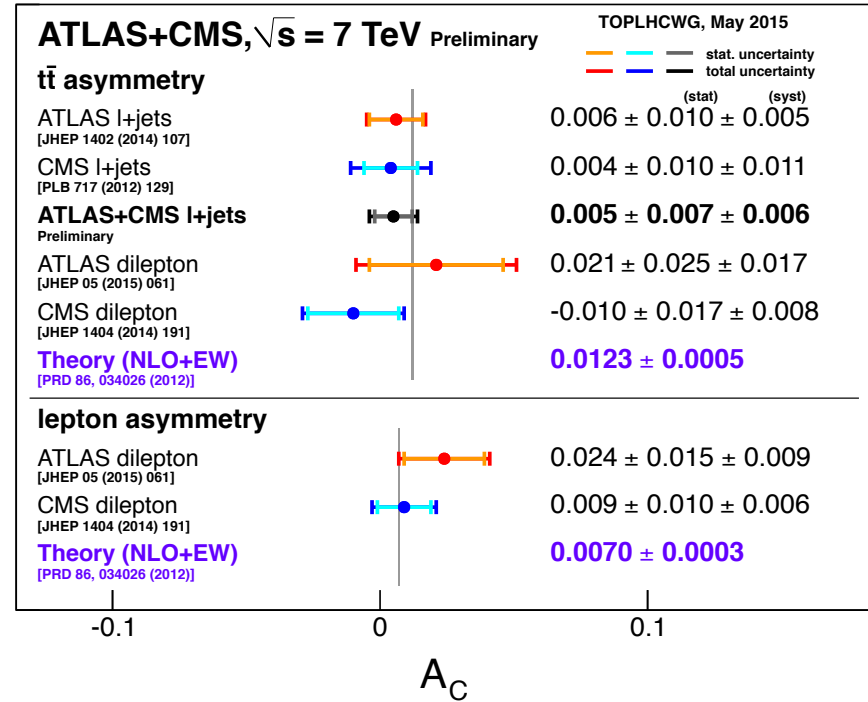 ATLAS+CMS, √s = 7 TeV Preliminary
TOPLHCWG, May 2015
stat. uncertainty
total uncertainty
tt̄ asymmetry
(stat) (syst)
ATLAS l+jets 0.006 ± 0.010 ± 0.005
[JHEP 1402 (2014) 107]
CMS l+jets 0.004 ± 0.010 ± 0.011
[PLB 717 (2012) 129]
ATLAS+CMS l+jets 0.005 ± 0.007 ± 0.006
Preliminary
ATLAS dilepton 0.021 ± 0.025 ± 0.017
[JHEP 05 (2015) 061]
CMS dilepton -0.010 ± 0.017 ± 0.008
[JHEP 1404 (2014) 191]
Theory (NLO+EW) 0.0123 ± 0.0005
[PRD 86, 034026 (2012)]
lepton asymmetry
ATLAS dilepton 0.024 ± 0.015 ± 0.009
[JHEP 05 (2015) 061]
CMS dilepton 0.009 ± 0.010 ± 0.006
[JHEP 1404 (2014) 191]
Theory (NLO+EW) 0.0070 ± 0.0003
[PRD 86, 034026 (2012)]
-0.1 0 0.1
A_C